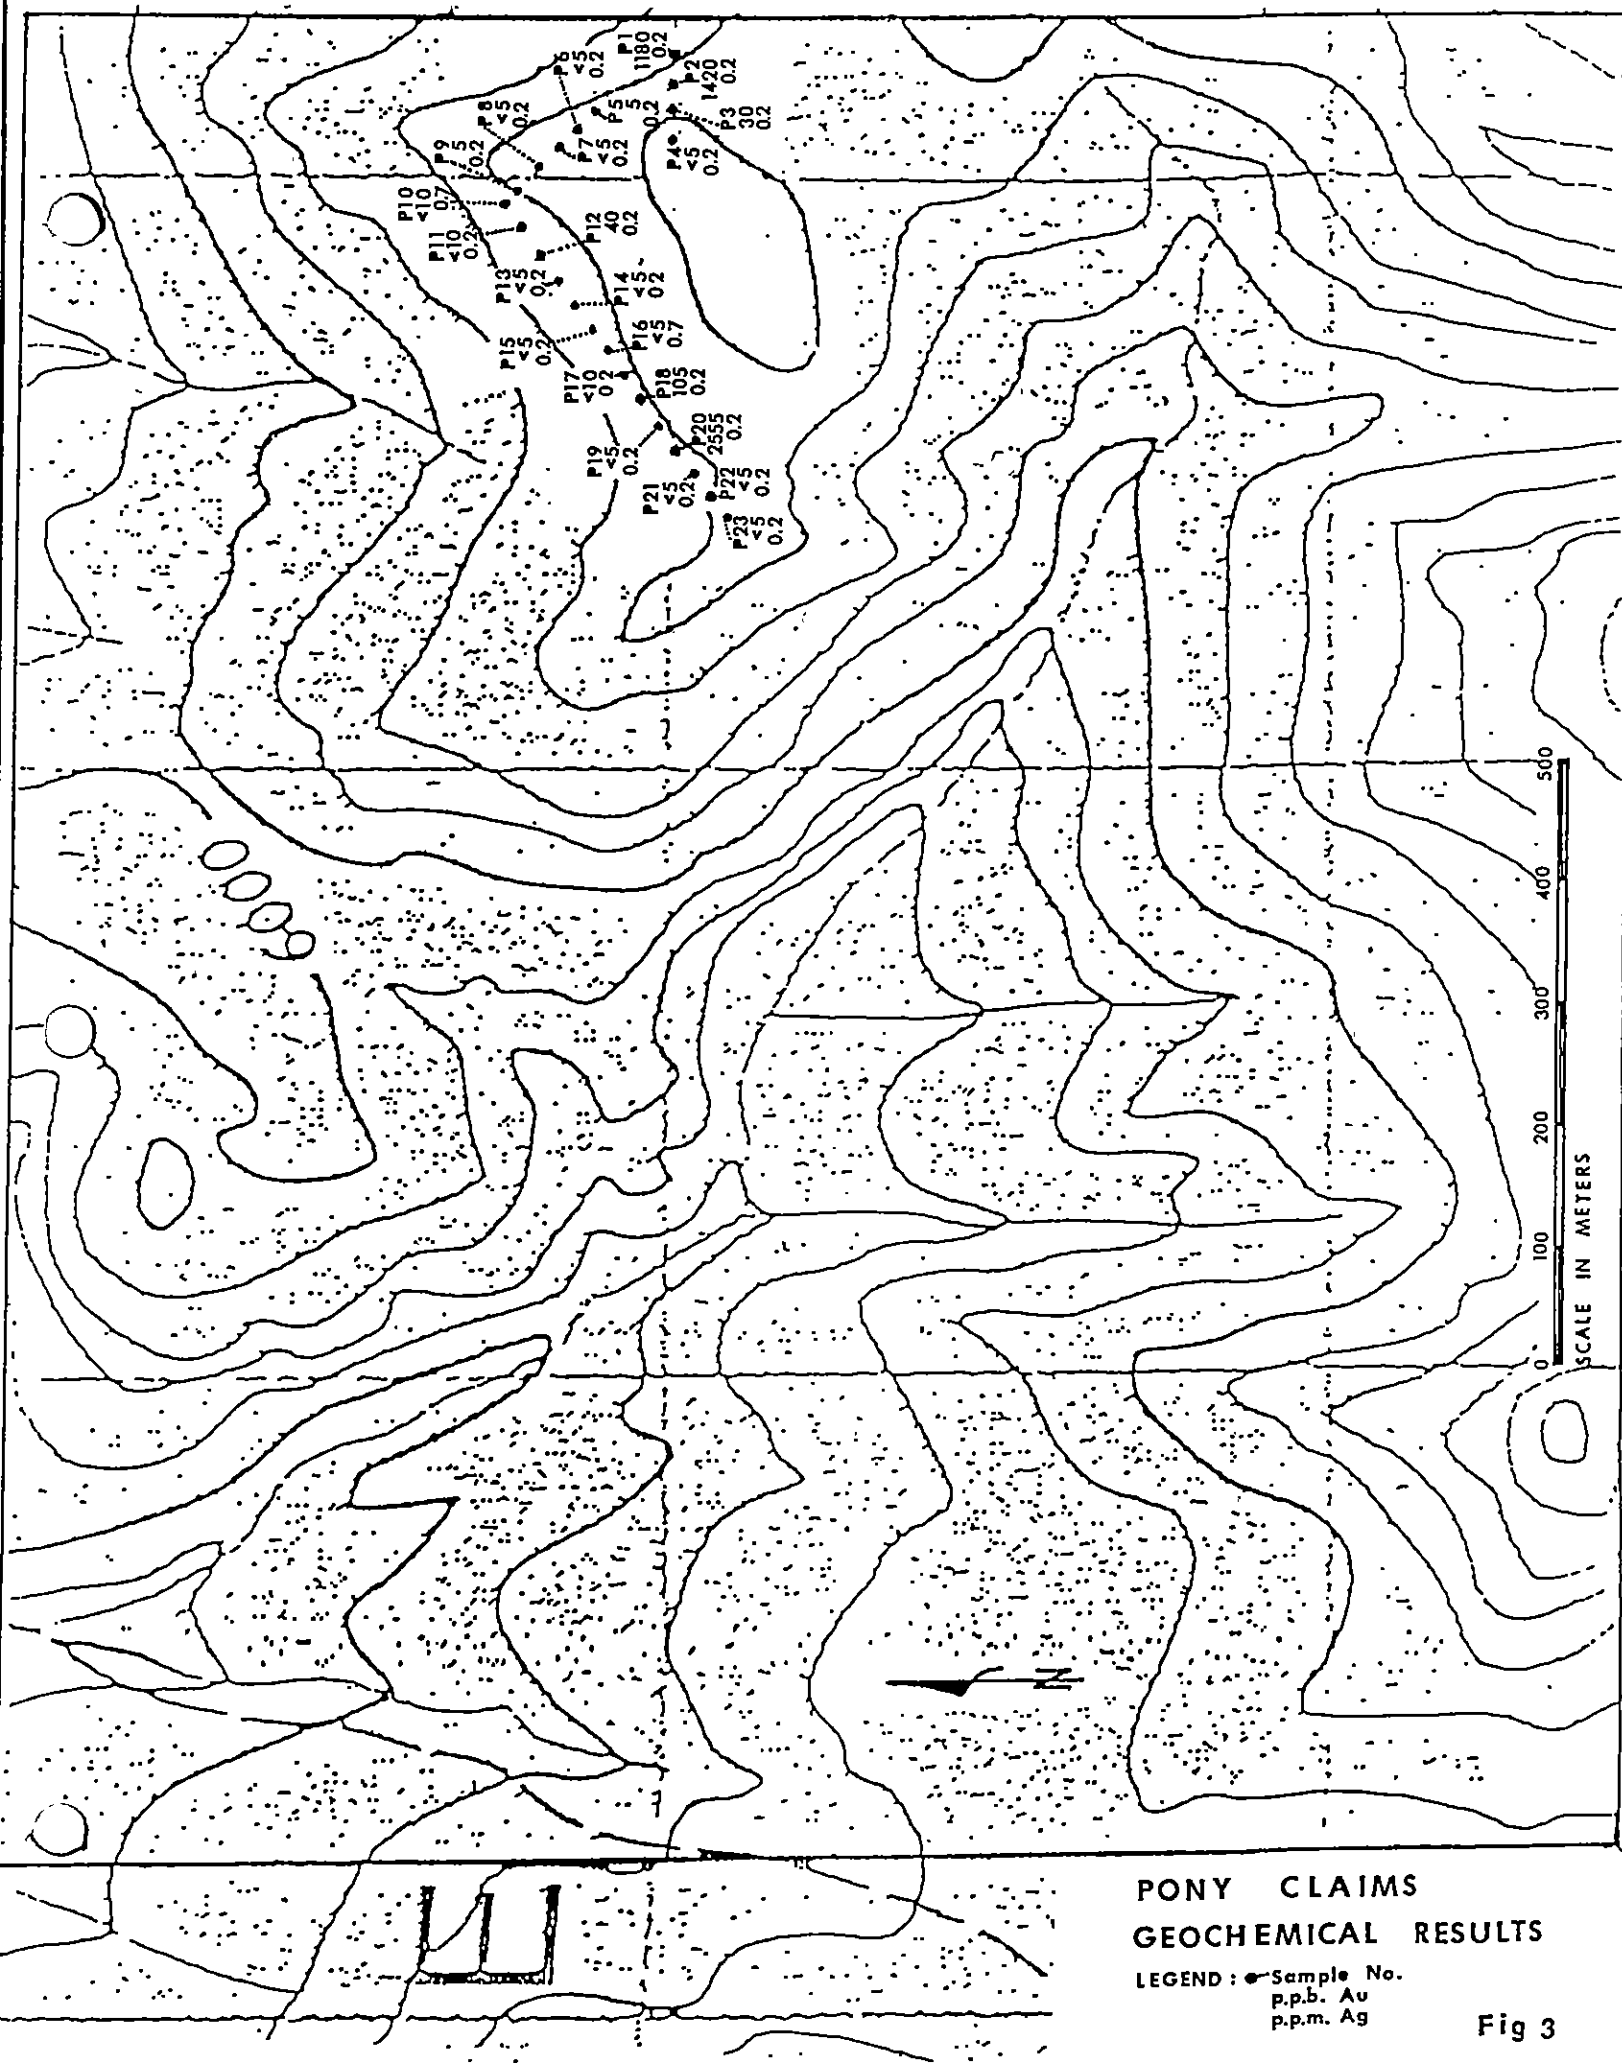 P1
1180
0.2
P2
1420
0.2
P3
30
0.2
P4
<5
0.2
P5
5
0.2
P6
<5
0.2
P7
<5
0.2
P8
<5
0.2
P9
5
0.2
P10
<10
0.7
P11
<10
0.2
P12
40
0.2
P13
<5
0.2
P14
<5
0.2
P15
<5
0.2
P16
<5
0.7
P17
<10
0.2
P18
105
0.2
P19
<5
0.2
P20
2555
0.2
P21
<5
0.2
P22
<5
0.2
P23
<5
0.2
0 100 200 300 400 500
SCALE IN METERS
N
PONY CLAIMS
GEOCHEMICAL RESULTS
LEGEND : Sample No.
p.p.b. Au
p.p.m. Ag
Fig 3